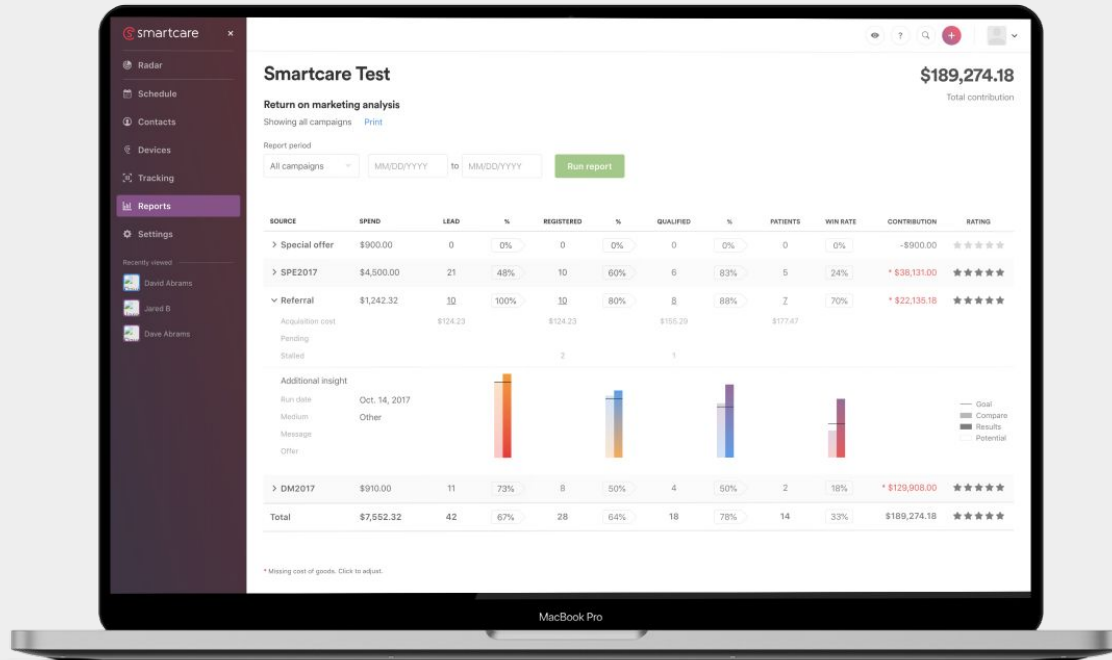 smartcare ×
Radar
Schedule
Contacts
Devices
Tracking
Reports
Settings
Recently viewed
David Abrams
Jared B
Dave Abrams
? +
Smartcare Test
$189,274.18
Total contribution
Return on marketing analysis
Showing all campaigns Print
Report period
All campaigns MM/DD/YYYY to MM/DD/YYYY Run report
SOURCE SPEND LEAD % REGISTERED % QUALIFIED % PATIENTS WIN RATE CONTRIBUTION RATING
> Special offer $900.00 0 0% 0 0% 0 0% 0 0% -$900.00
> SPE2017 $4,500.00 21 48% 10 60% 6 83% 5 24% * $38,131.00
Referral $1,242.32 10 100% 10 80% 8 88% 7 70% * $22,135.18
Acquisition cost $124.23 $124.23 $155.29 $177.47
Pending
Stalled 2 1
Additional insight
Run date Oct. 14, 2017
Medium Other
Message
Offer
Goal
Compare
Results
Potential
> DM2017 $910.00 11 73% 8 50% 4 50% 2 18% * $129,908.00
Total $7,552.32 42 67% 28 64% 18 78% 14 33% $189,274.18
* Missing cost of goods. Click to adjust.
MacBook Pro